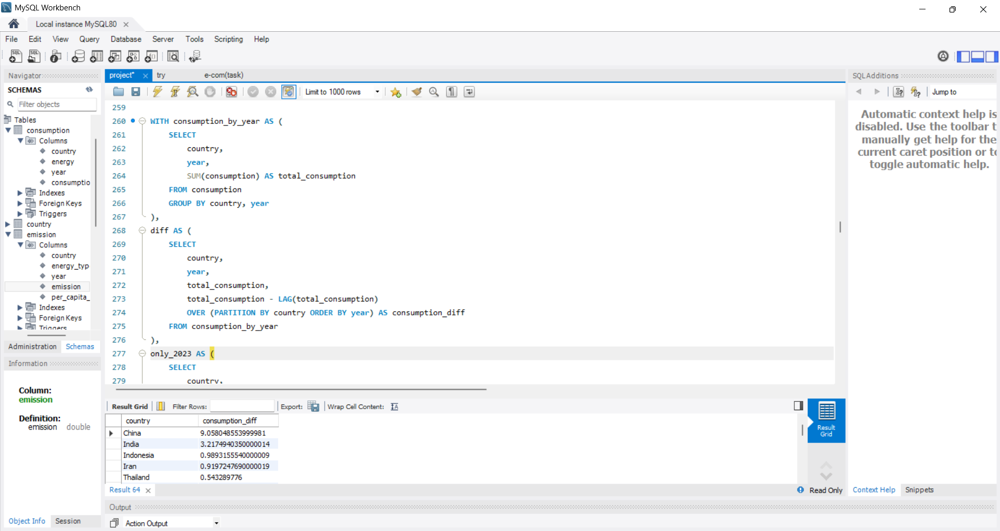 MySQL Workbench
Local instance MySQL80
File Edit View Query Database Server Tools Scripting Help
Navigator
SCHEMAS
Filter objects
Tables
consumption
Columns
country
energy
year
consumptio
Indexes
Foreign Keys
Triggers
country
emission
Columns
country
energy_typ
year
emission
per_capita_
Indexes
Foreign Keys
Triggers
Administration Schemas
Information
Column:
emission
Definition:
emission double
Object Info Session
project* try e-com(task)
Limit to 1000 rows
259
260 WITH consumption_by_year AS (
261 SELECT
262 country,
263 year,
264 SUM(consumption) AS total_consumption
265 FROM consumption
266 GROUP BY country, year
267 ),
268 diff AS (
269 SELECT
270 country,
271 year,
272 total_consumption,
273 total_consumption - LAG(total_consumption)
274 OVER (PARTITION BY country ORDER BY year) AS consumption_diff
275 FROM consumption_by_year
276 ),
277 only_2023 AS (
278 SELECT
279 country,
Result Grid Filter Rows: Export: Wrap Cell Content:
country consumption_diff
China 9.058048553999981
India 3.2174940350000014
Indonesia 0.9893155540000009
Iran 0.9197247690000019
Thailand 0.543289776
Result
Grid
Result 64
Read Only
Output
Action Output
SQLAdditions
Jump to
Automatic context help is
disabled. Use the toolbar t
manually get help for the
current caret position or to
toggle automatic help.
Context Help Snippets